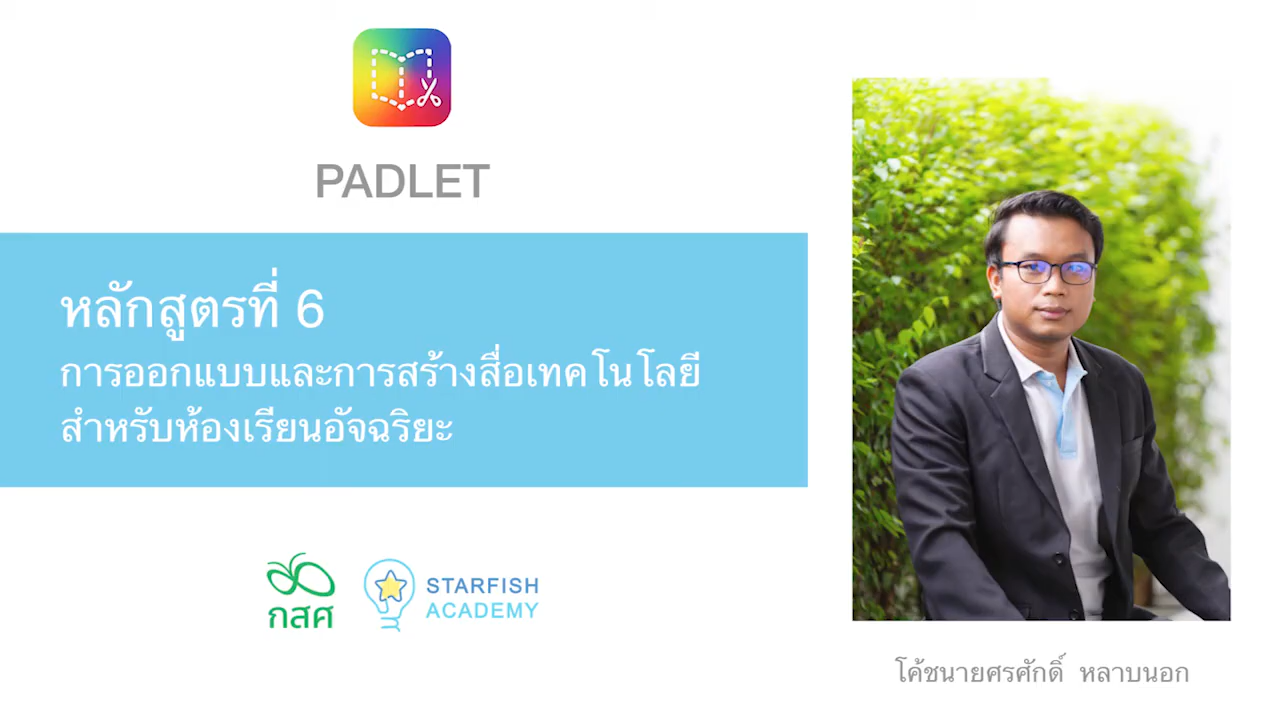 PADLET
หลักสูตรที่ 6
การออกแบบและการสร้างสื่อเทคโนโลยี
สำหรับห้องเรียนอัจฉริยะ
กสศ
STARFISH
ACADEMY
โค้ชนายศรศักดิ์ หลาบนอก